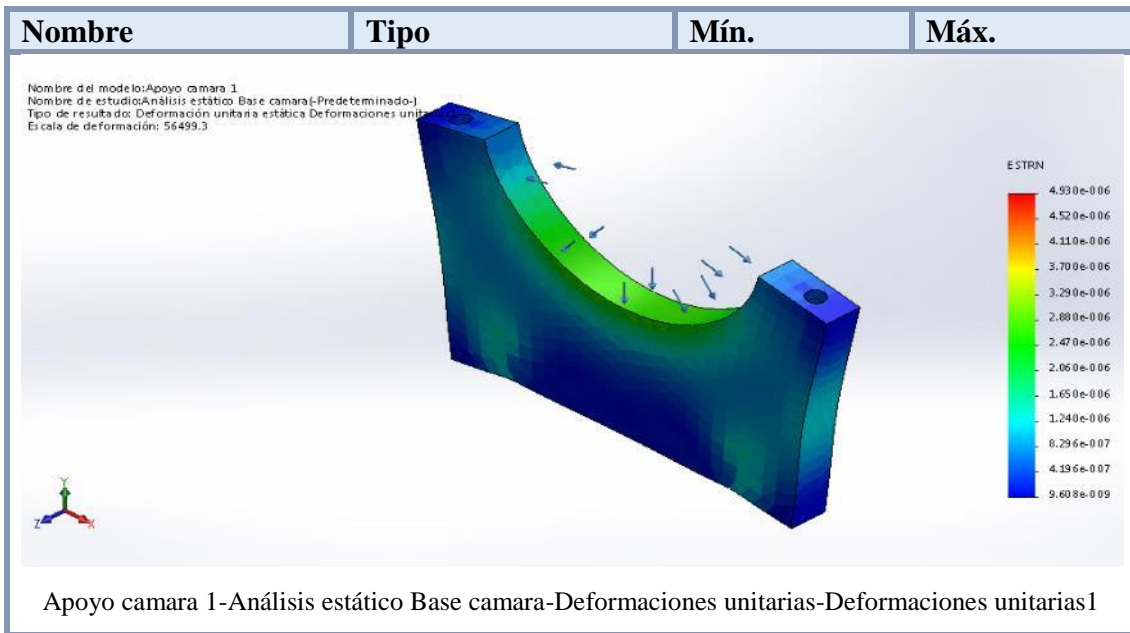 Nombre Tipo Mín. Máx.
Nombre del modelo:Apoyo camara 1
Nombre de estudio:Análisis estático Base camara(-Predeterminado-)
Tipo de resultado: Deformación unitaria estática Deformaciones unitarias1
Escala de deformación: 56499.3
ESTRN
4.930e-006
4.520e-006
4.110e-006
3.700e-006
3.290e-006
2.880e-006
2.470e-006
2.060e-006
1.650e-006
1.240e-006
8.296e-007
4.196e-007
9.608e-009
Y
Z X
Apoyo camara 1-Análisis estático Base camara-Deformaciones unitarias-Deformaciones unitarias1